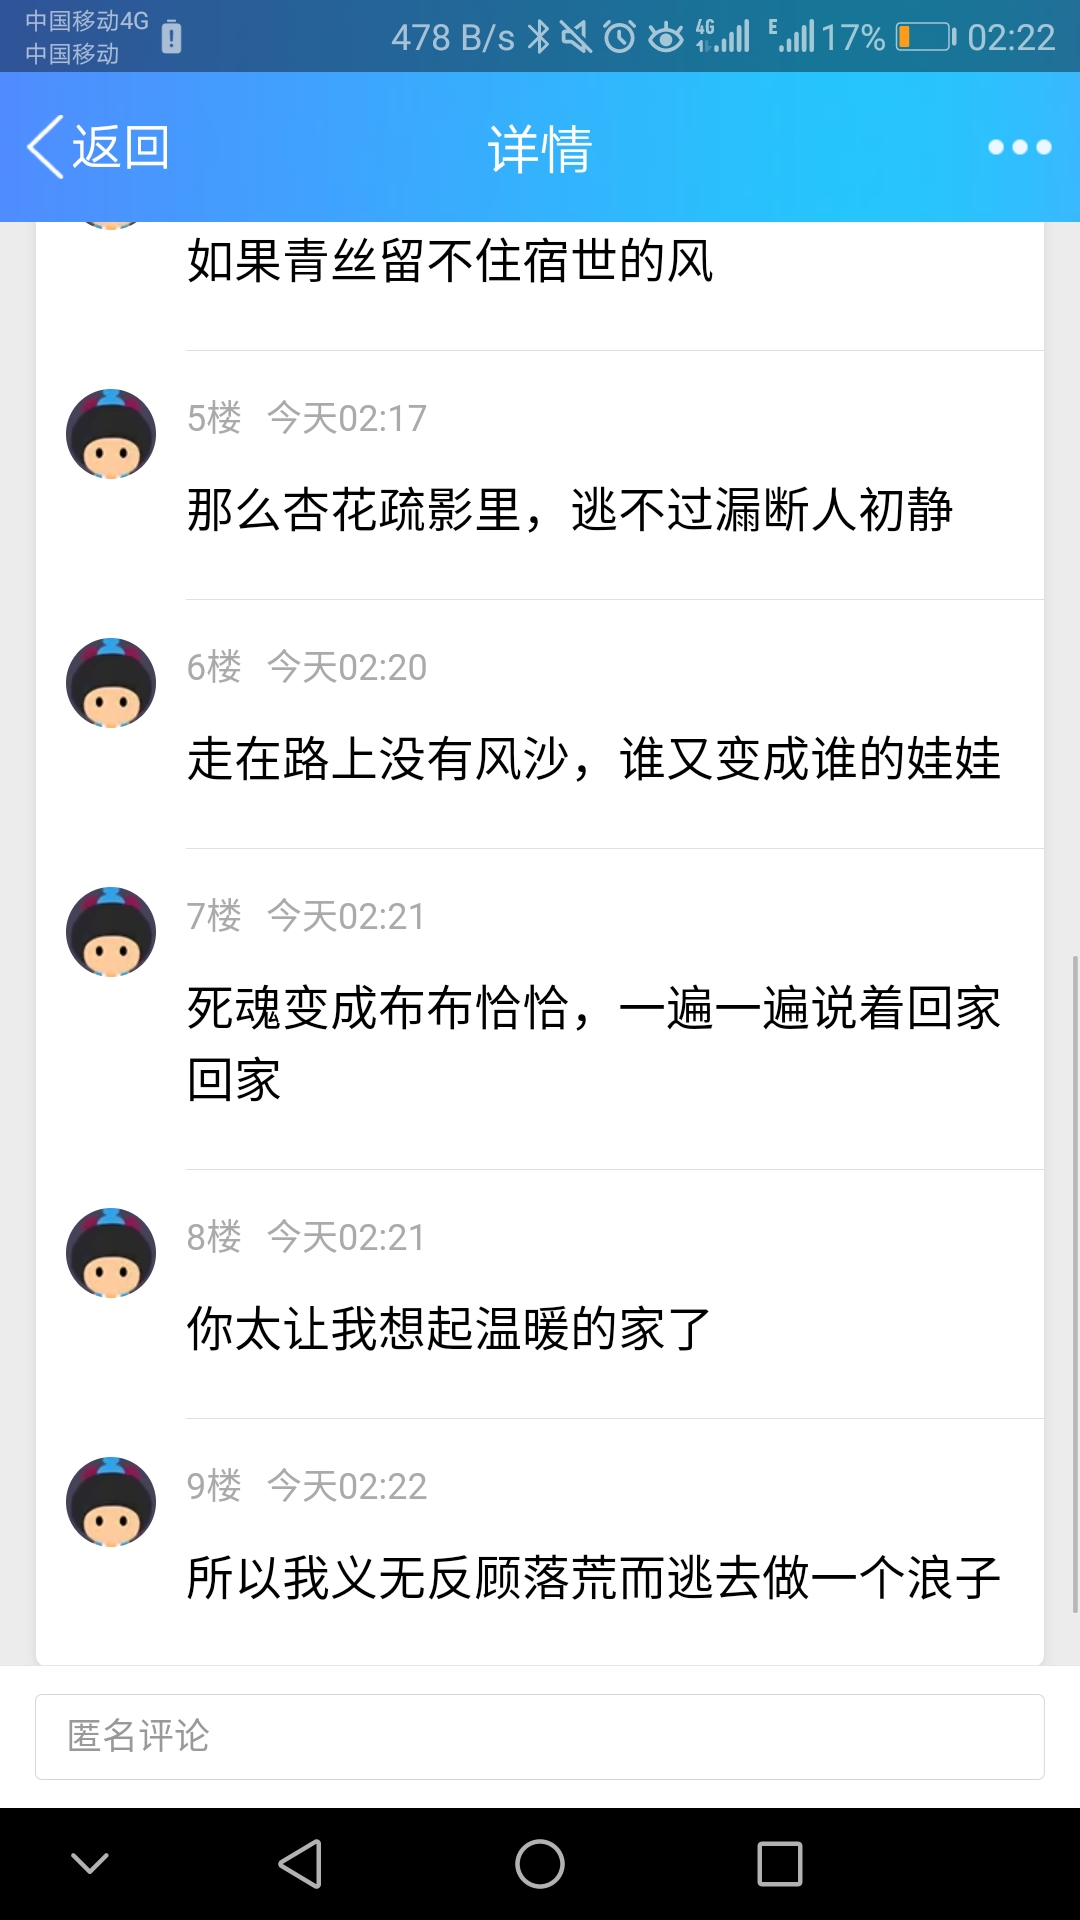 中国移动4G
中国移动
478 B/s 4G 1 E 17% 02:22
返回 详情
如果青丝留不住宿世的风
5楼 今天02:17
那么杏花疏影里，逃不过漏断人初静
6楼 今天02:20
走在路上没有风沙，谁又变成谁的娃娃
7楼 今天02:21
死魂变成布布恰恰，一遍一遍说着回家
回家
8楼 今天02:21
你太让我想起温暖的家了
9楼 今天02:22
所以我义无反顾落荒而逃去做一个浪子
匿名评论